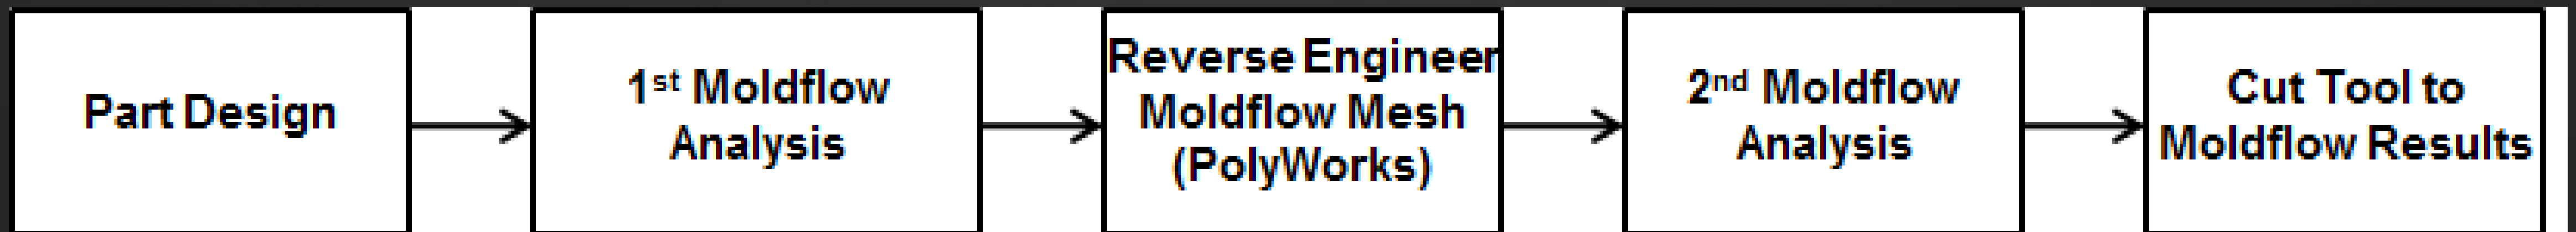 Part Design
1st Moldflow
Analysis
Reverse Engineer
Moldflow Mesh
(PolyWorks)
2nd Moldflow
Analysis
Cut Tool to
Moldflow Results